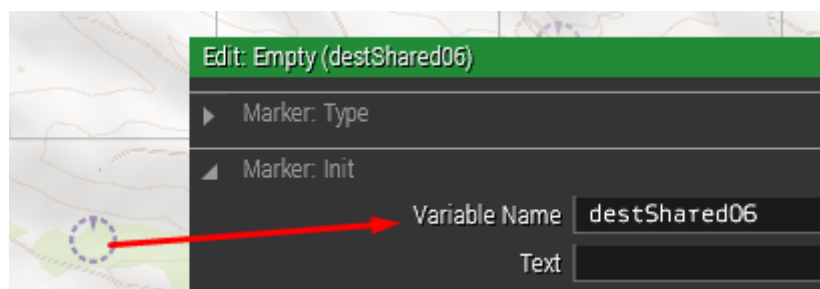 Edit: Empty (destShared06)
Marker: Type
Marker: Init
Variable Name destShared06
Text